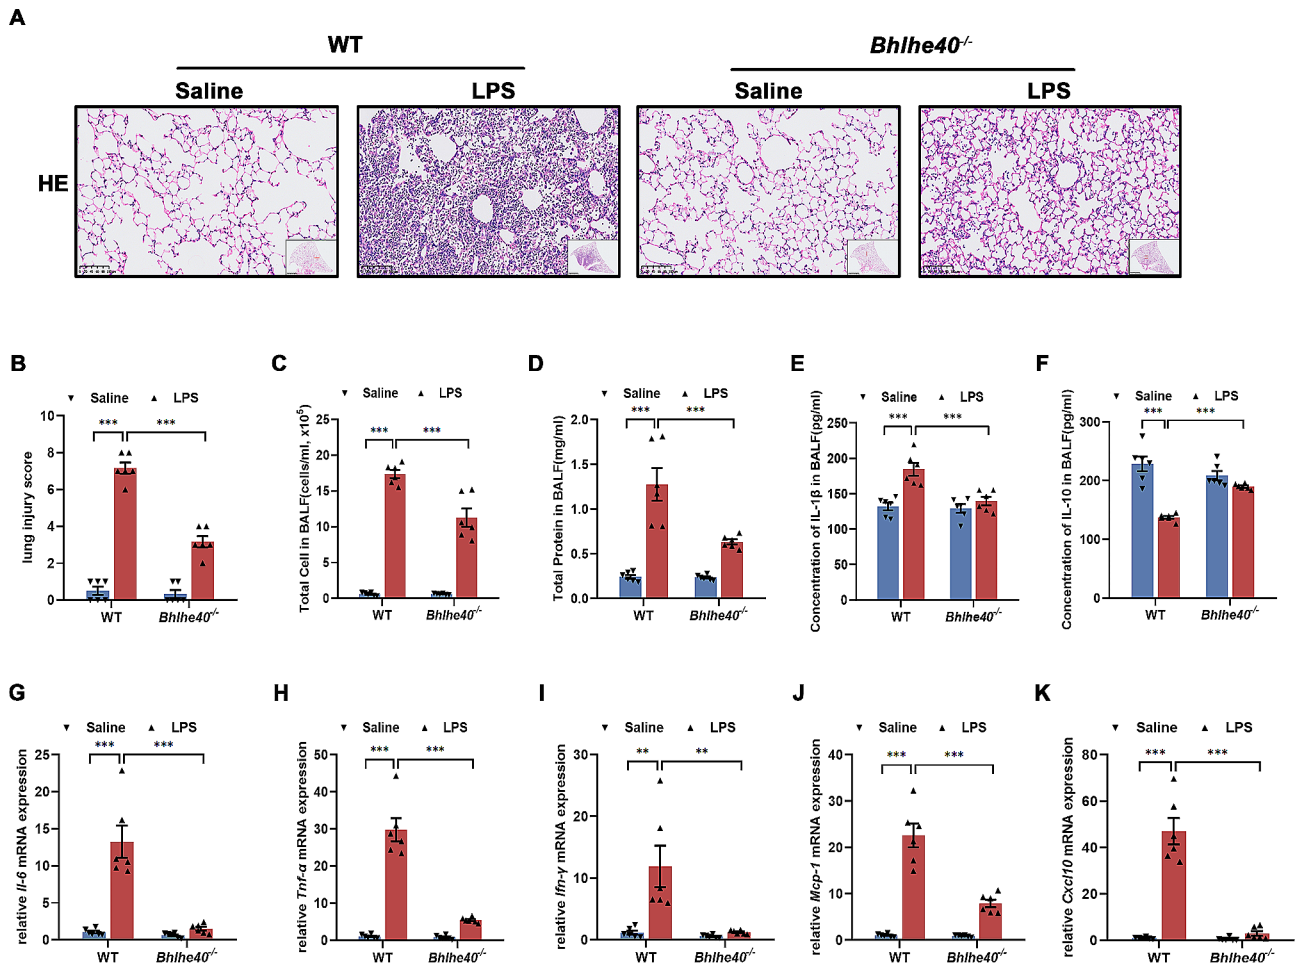 A
WT
Bhlhe40-/-
Saline
LPS
Saline
LPS
HE
B
Saline
LPS
lung injury score
10
8
6
4
2
0
***
***
WT
Bhlhe40-/-
C
Saline
LPS
Total Cell in BALF(cells/ml, x10⁵)
25
20
15
10
5
0
***
***
WT
Bhlhe40-/-
D
Saline
LPS
Total Protein in BALF(mg/ml)
2.0
1.5
1.0
0.5
0.0
***
***
WT
Bhlhe40-/-
E
Saline
LPS
Concentration of IL-1β in BALF(pg/ml)
250
200
150
100
50
0
***
***
WT
Bhlhe40-/-
F
Saline
LPS
Concentration of IL-10 in BALF(pg/ml)
300
200
100
0
***
***
WT
Bhlhe40-/-
G
Saline
LPS
relative Il-6 mRNA expression
25
20
15
10
5
0
***
***
WT
Bhlhe40-/-
H
Saline
LPS
relative Tnf-α mRNA expression
50
40
30
20
10
0
***
***
WT
Bhlhe40-/-
I
Saline
LPS
relative Ifn-γ mRNA expression
30
20
10
0
**
**
WT
Bhlhe40-/-
J
Saline
LPS
relative Mcp-1 mRNA expression
40
30
20
10
0
***
***
WT
Bhlhe40-/-
K
Saline
LPS
relative Cxcl10 mRNA expression
80
60
40
20
0
***
***
WT
Bhlhe40-/-